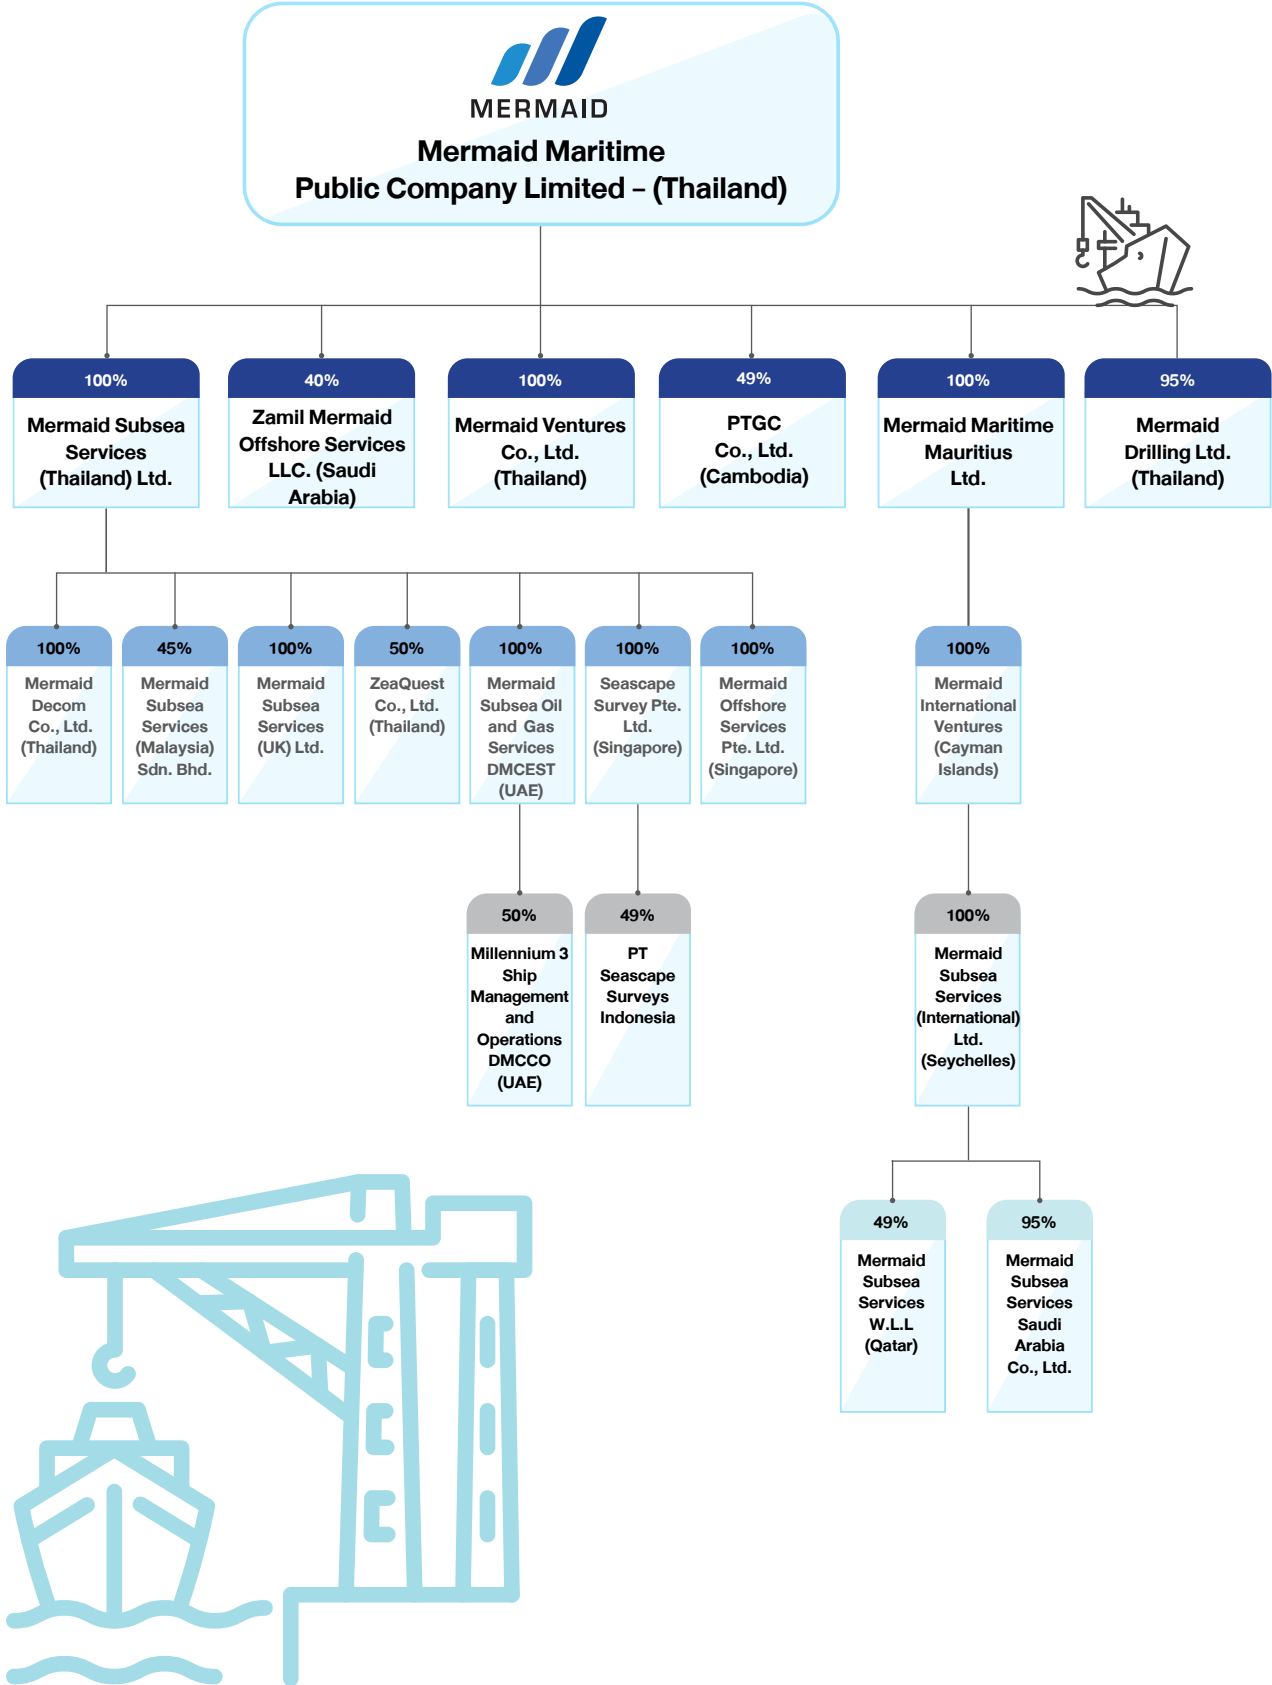 MERMAID
Mermaid Maritime
Public Company Limited – (Thailand)
100%
Mermaid Subsea
Services
(Thailand) Ltd.
40%
Zamil Mermaid
Offshore Services
LLC. (Saudi
Arabia)
100%
Mermaid Ventures
Co., Ltd.
(Thailand)
49%
PTGC
Co., Ltd.
(Cambodia)
100%
Mermaid Maritime
Mauritius
Ltd.
95%
Mermaid
Drilling Ltd.
(Thailand)
100%
Mermaid
Decom
Co., Ltd.
(Thailand)
45%
Mermaid
Subsea
Services
(Malaysia)
Sdn. Bhd.
100%
Mermaid
Subsea
Services
(UK) Ltd.
50%
ZeaQuest
Co., Ltd.
(Thailand)
100%
Mermaid
Subsea Oil
and Gas
Services
DMCEST
(UAE)
100%
Seascape
Survey Pte.
Ltd.
(Singapore)
100%
Mermaid
Offshore
Services
Pte. Ltd.
(Singapore)
100%
Mermaid
International
Ventures
(Cayman
Islands)
50%
Millennium 3
Ship
Management
and
Operations
DMCCO
(UAE)
49%
PT
Seascape
Surveys
Indonesia
100%
Mermaid
Subsea
Services
(International)
Ltd.
(Seychelles)
49%
Mermaid
Subsea
Services
W.L.L
(Qatar)
95%
Mermaid
Subsea
Services
Saudi
Arabia
Co., Ltd.